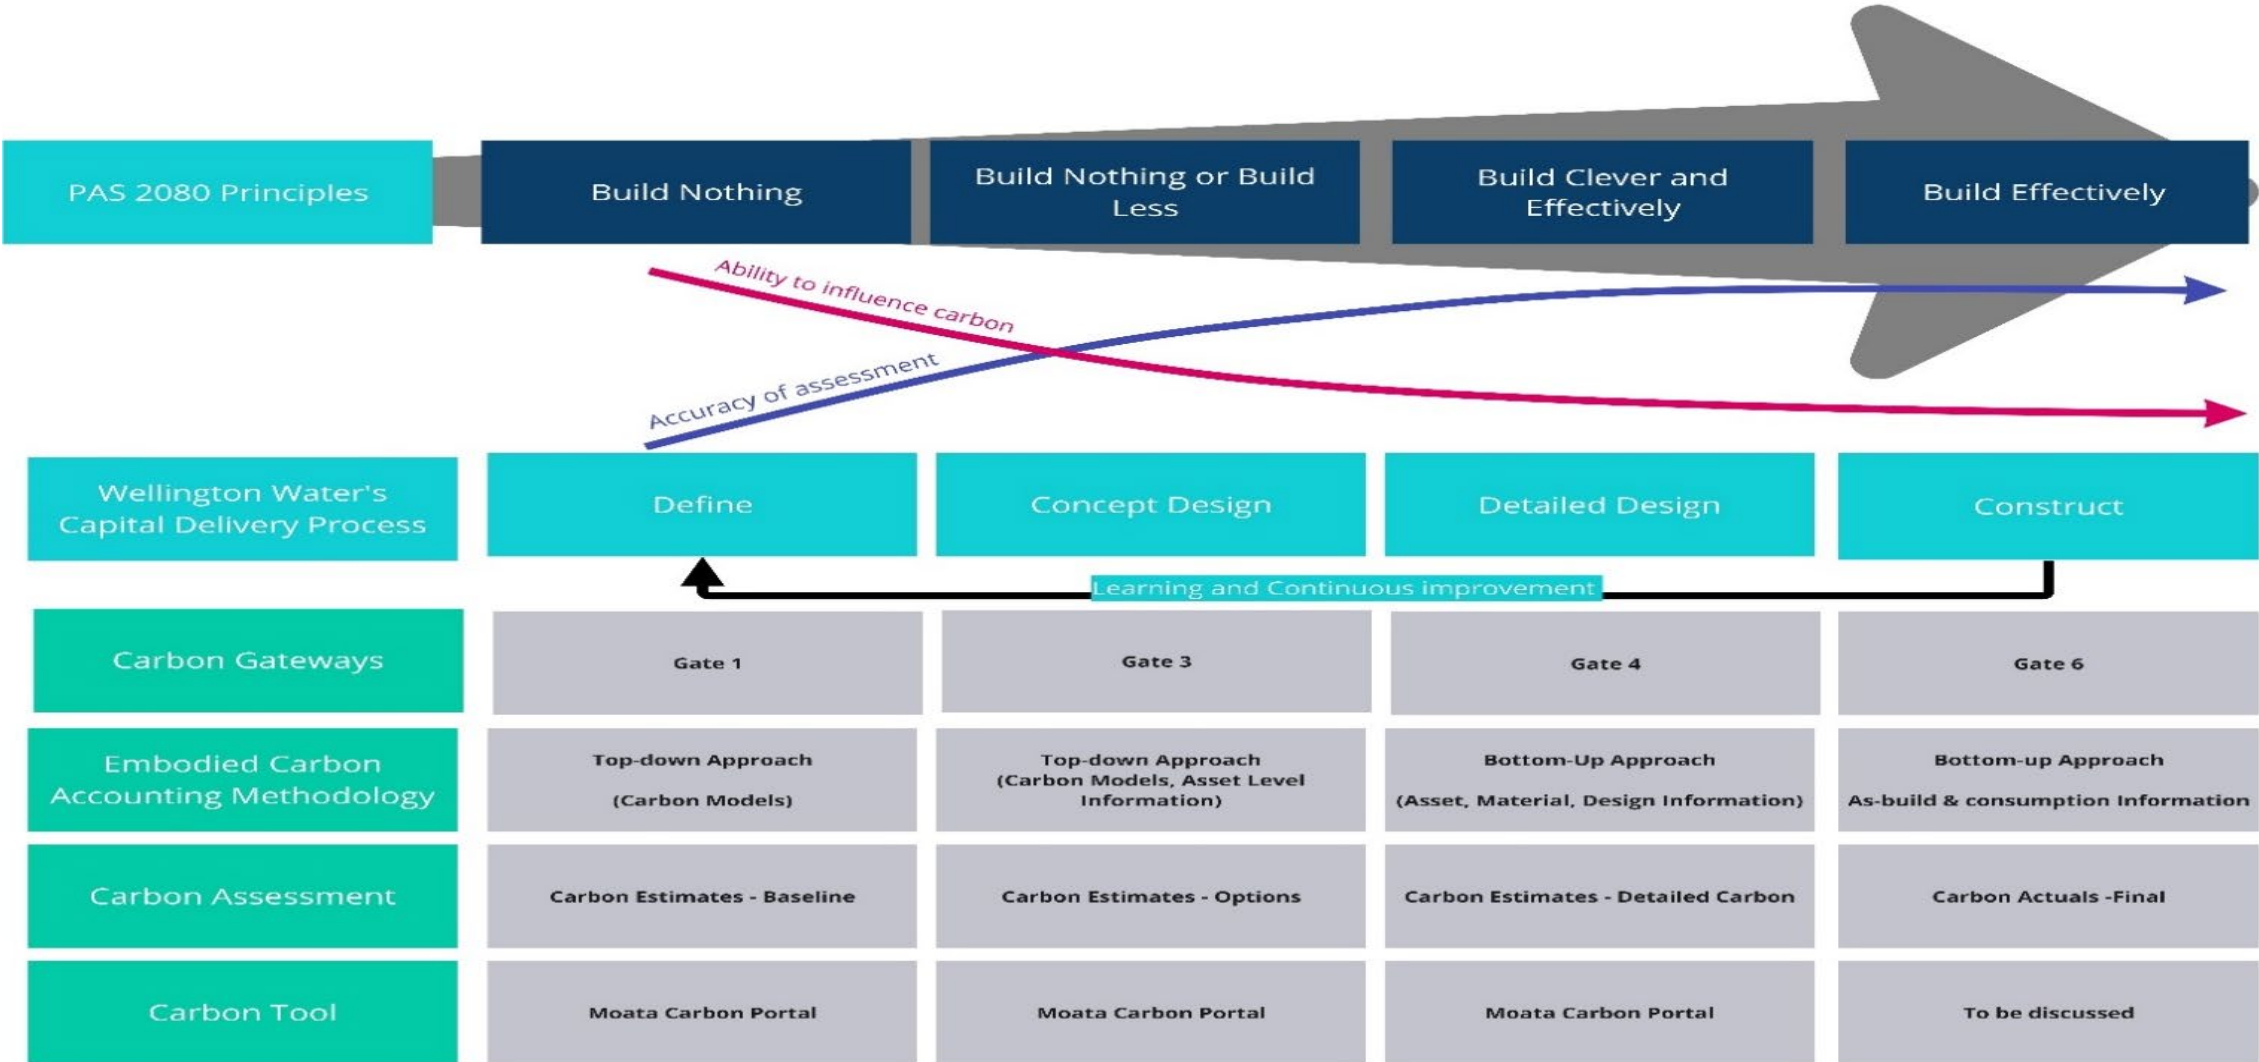 PAS 2080 Principles
Build Nothing
Build Nothing or Build
Less
Build Clever and
Effectively
Build Effectively
Ability to influence carbon
Accuracy of assessment
Wellington Water's
Capital Delivery Process
Define
Concept Design
Detailed Design
Construct
Learning and Continuous improvement
Carbon Gateways
Gate 1
Gate 3
Gate 4
Gate 6
Embodied Carbon
Accounting Methodology
Top-down Approach
(Carbon Models)
Top-down Approach
(Carbon Models, Asset Level
Information)
Bottom-Up Approach
(Asset, Material, Design Information)
Bottom-up Approach
As-build & consumption Information
Carbon Assessment
Carbon Estimates - Baseline
Carbon Estimates - Options
Carbon Estimates - Detailed Carbon
Carbon Actuals -Final
Carbon Tool
Moata Carbon Portal
Moata Carbon Portal
Moata Carbon Portal
To be discussed